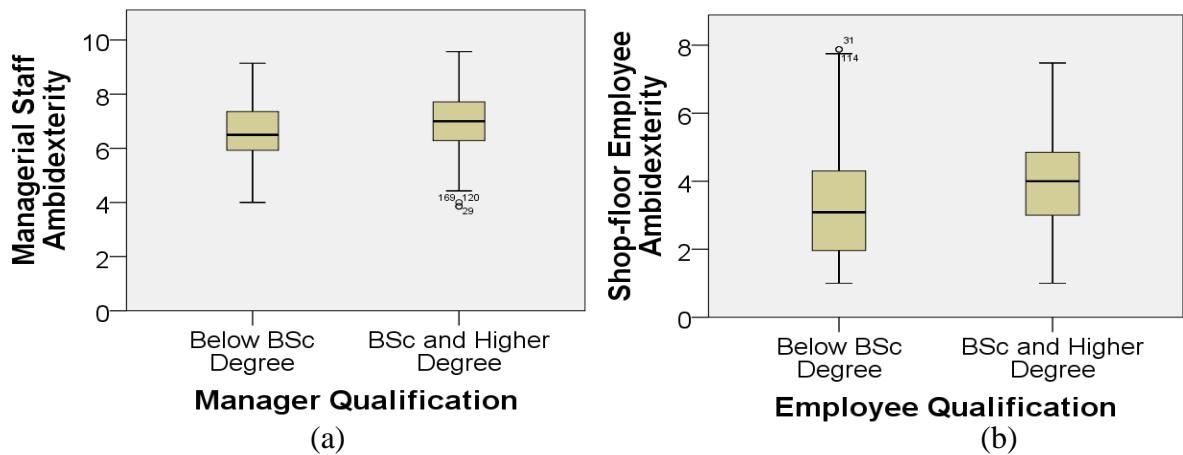 Managerial Staff
Ambidexterity
10
8
6
4
2
0
169 120
29
Below BSc
Degree
BSc and Higher
Degree
Manager Qualification
(a)
Shop-floor Employee
Ambidexterity
8
6
4
2
0
31
114
Below BSc
Degree
BSc and Higher
Degree
Employee Qualification
(b)